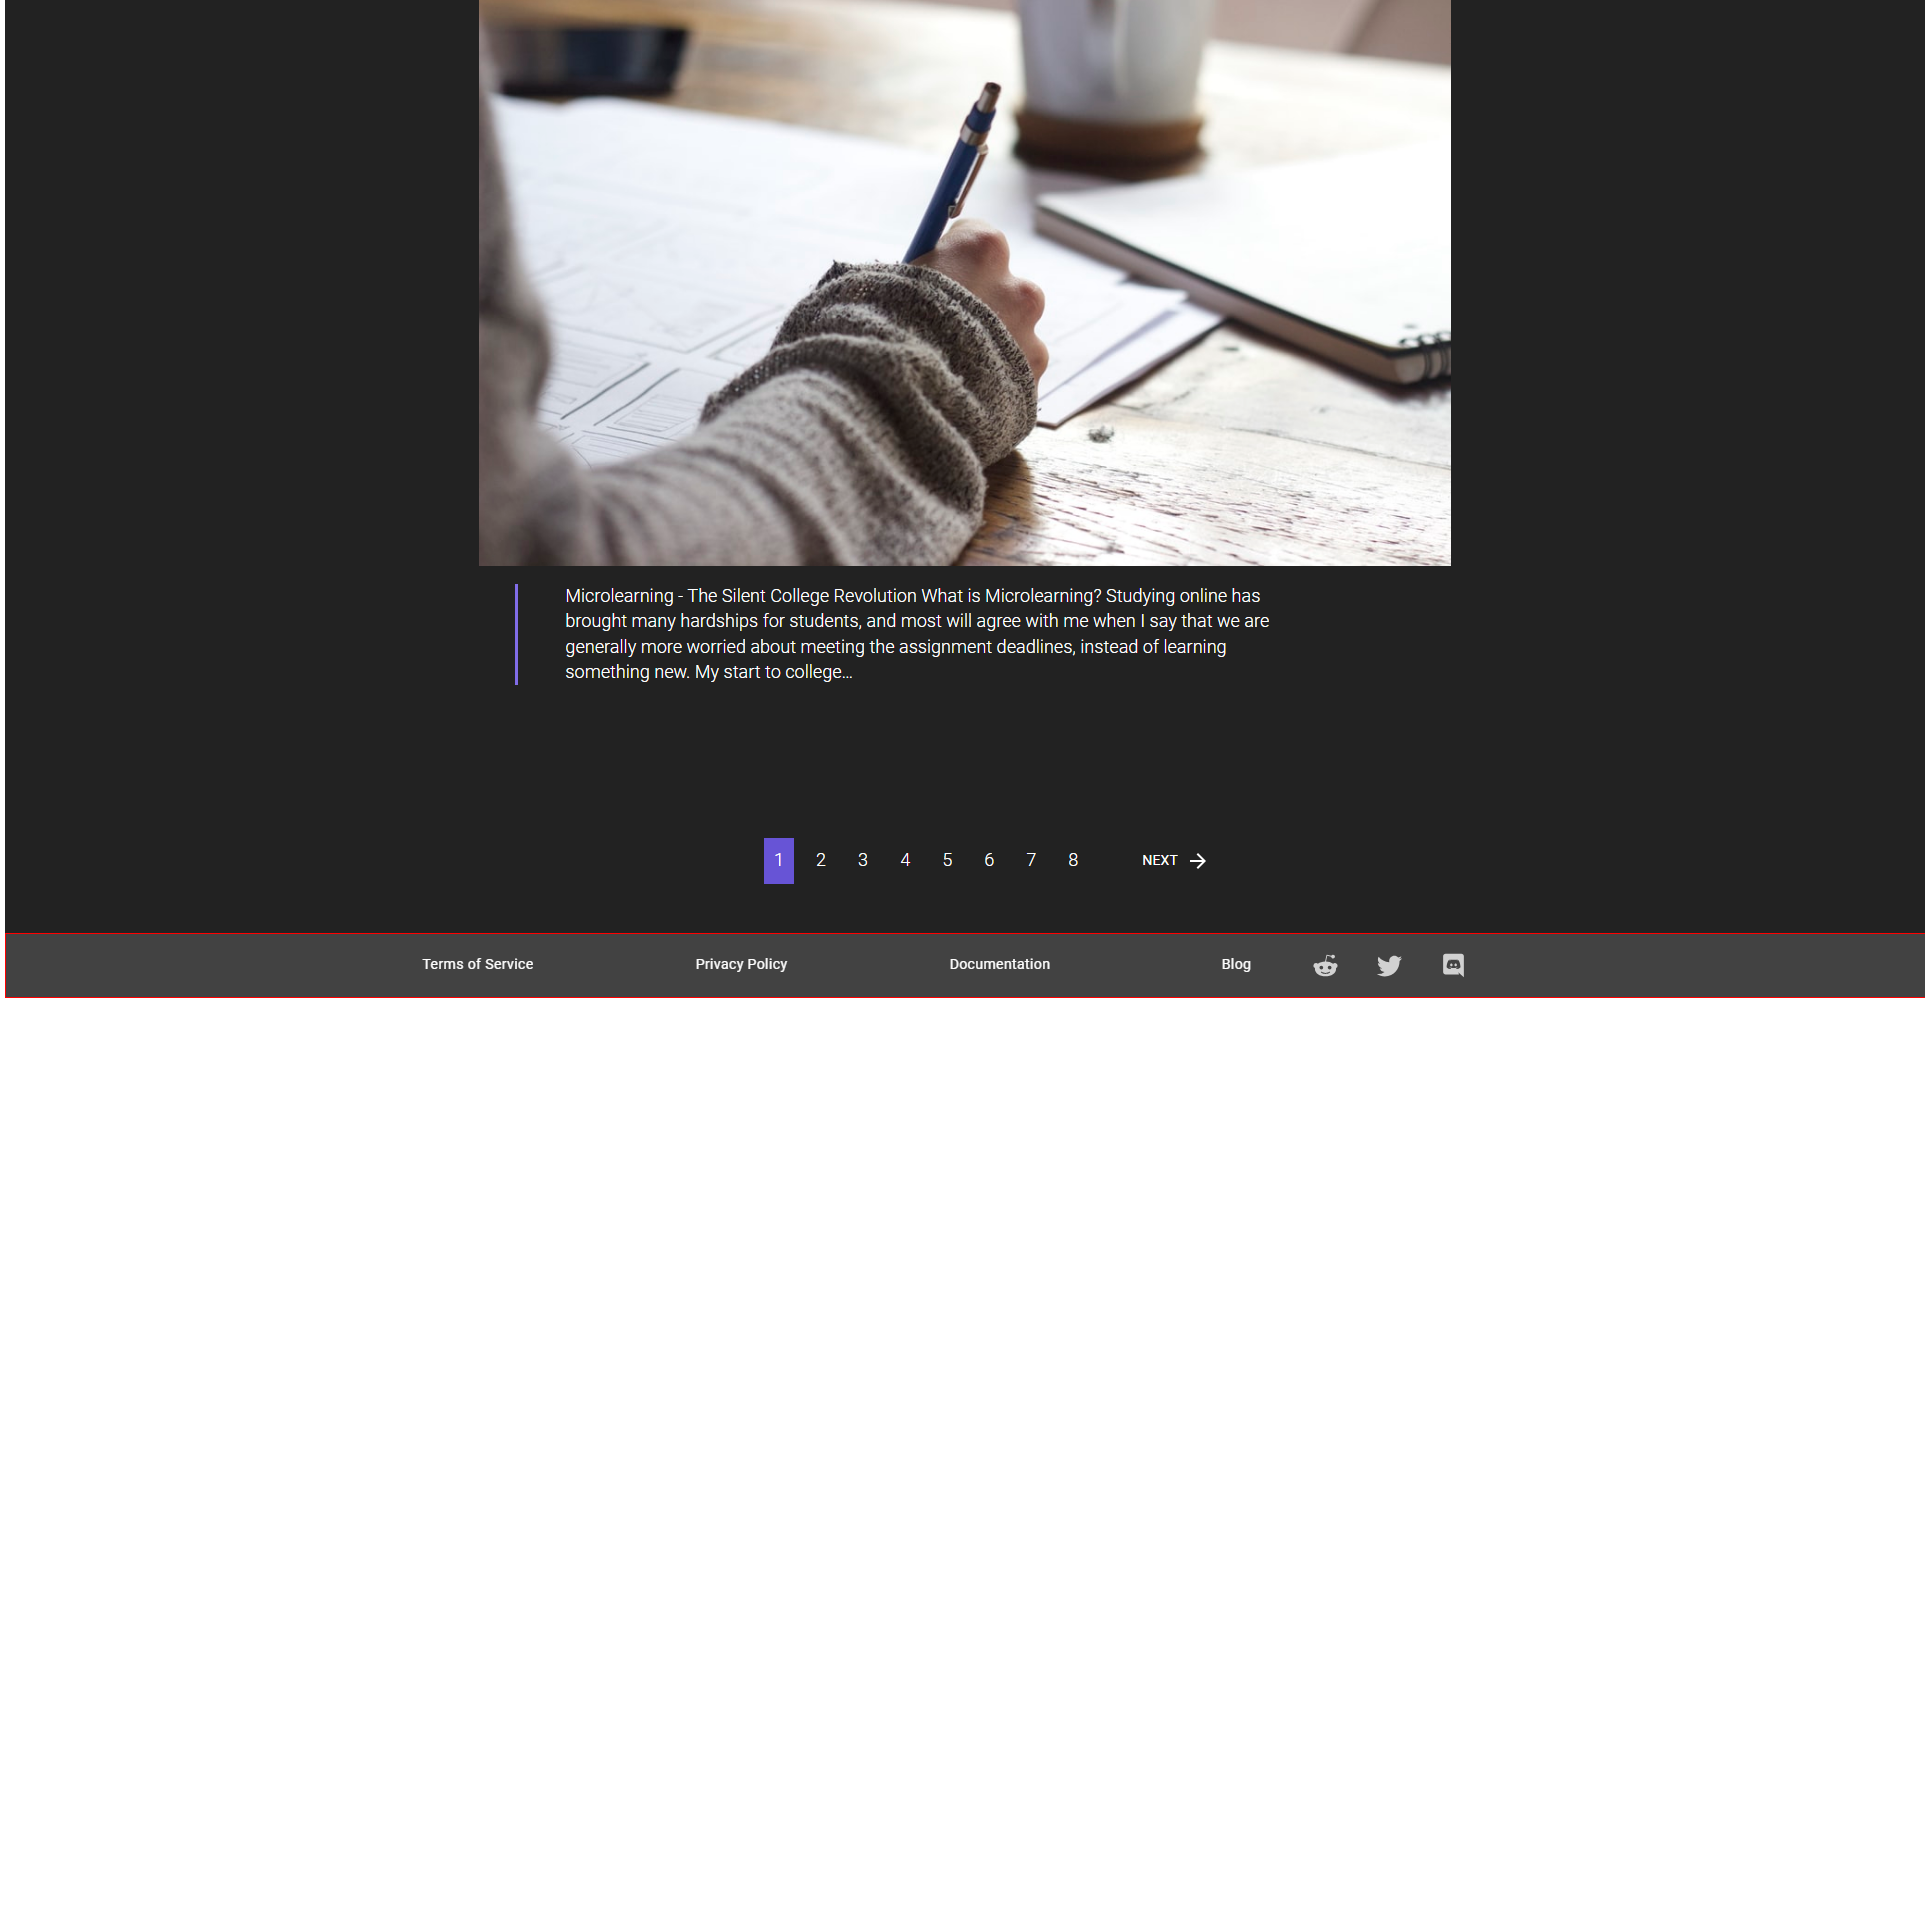 Microlearning - The Silent College Revolution What is Microlearning? Studying online has
brought many hardships for students, and most will agree with me when I say that we are
generally more worried about meeting the assignment deadlines, instead of learning
something new. My start to college...
1 2 3 4 5 6 7 8 NEXT
Terms of Service Privacy Policy Documentation Blog